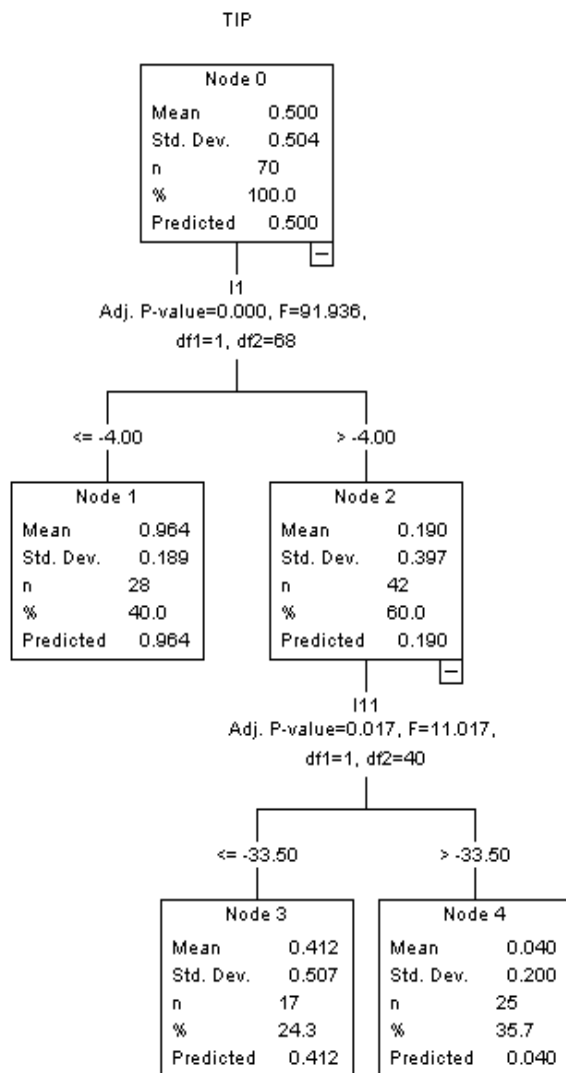 TIP
Node 0
Mean 0.500
Std. Dev. 0.504
n 70
% 100.0
Predicted 0.500
I1
Adj. P-value=0.000, F=91.936,
df1=1, df2=68
<= -4.00
> -4.00
Node 1
Mean 0.964
Std. Dev. 0.189
n 28
% 40.0
Predicted 0.964
Node 2
Mean 0.190
Std. Dev. 0.397
n 42
% 60.0
Predicted 0.190
I11
Adj. P-value=0.017, F=11.017,
df1=1, df2=40
<= -33.50
> -33.50
Node 3
Mean 0.412
Std. Dev. 0.507
n 17
% 24.3
Predicted 0.412
Node 4
Mean 0.040
Std. Dev. 0.200
n 25
% 35.7
Predicted 0.040